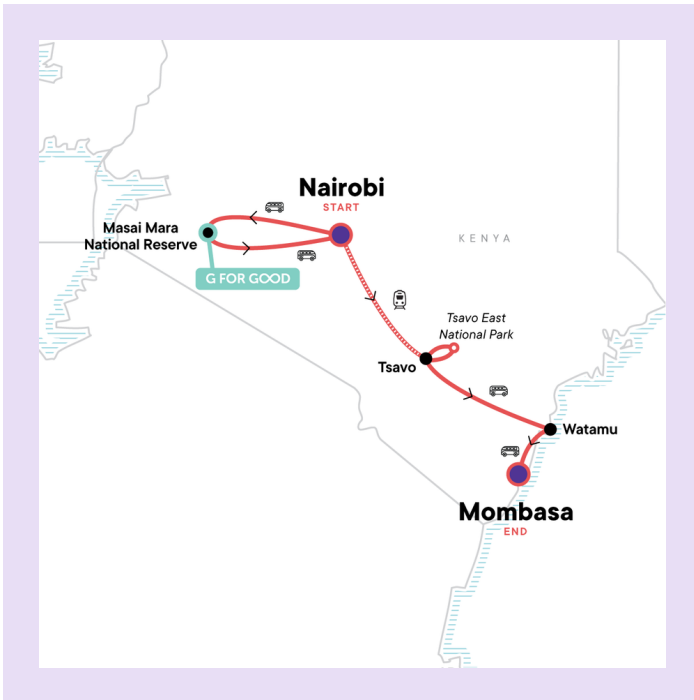 Nairobi
START
Masai Mara
National Reserve
KENYA
G FOR GOOD
Tsavo East
National Park
Tsavo
Watamu
Mombasa
END